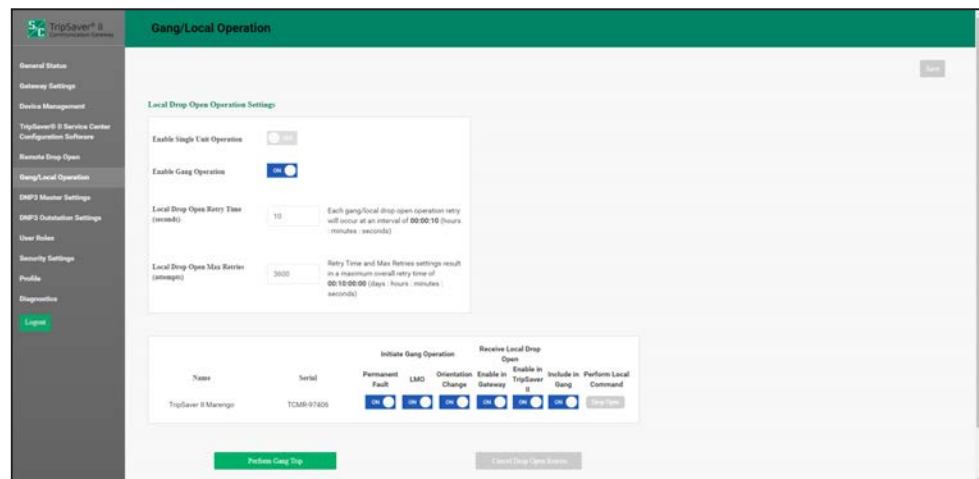 TripSaver® II
Communication Gateway
Gang/Local Operation
General Status
Gateway Settings
Device Management
TripSaver® II Service Center
Configuration Software
Remote Drop Open
Gang/Local Operation
DNP3 Master Settings
DNP3 Outstation Settings
User Roles
Security Settings
Profile
Diagnostics
Logout
Save
Local Drop Open Operation Settings
Enable Single Unit Operation
Enable Gang Operation
ON
Local Drop Open Retry Time
(seconds)
10
Each gang/local drop open operation retry
will occur at an interval of 00:00:10 (hours
: minutes : seconds)
Local Drop Open Max Retries
(attempts)
3600
Retry Time and Max Retries settings result
in a maximum overall retry time of
00:10:00:00 (days : hours : minutes :
seconds)
Initiate Gang Operation
Receive Local Drop
Open
Name
Serial
Permanent
Fault
LMO
Orientation
Change
Enable in
Gateway
Enable in
TripSaver
II
Include in
Gang
Perform Local
Command
TripSaver II Marengo
TCMR-97406
ON
ON
ON
ON
ON
ON
Drop Open
Perform Gang Trip
Cancel Drop Open Retries